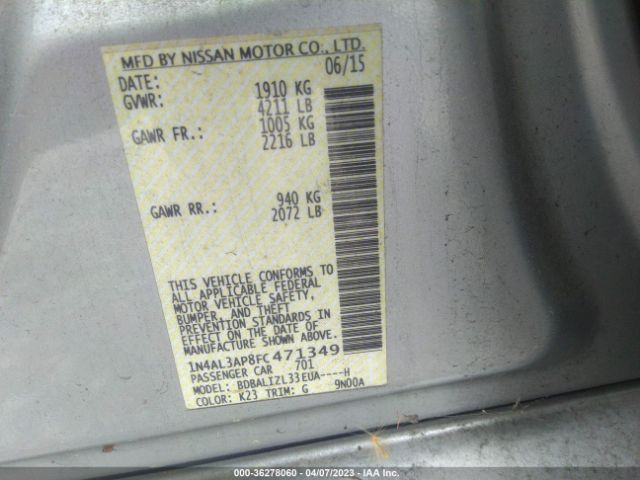 MFD BY NISSAN MOTOR CO., LTD.
DATE: 06/15
GVWR: 1910 KG
4211 LB
GAWR FR.: 1005 KG
2216 LB
GAWR RR.: 940 KG
2072 LB
THIS VEHICLE CONFORMS TO
ALL APPLICABLE FEDERAL
MOTOR VEHICLE SAFETY,
BUMPER, AND THEFT
PREVENTION STANDARDS IN
EFFECT ON THE DATE OF
MANUFACTURE SHOWN ABOVE.
1N4AL3AP8FC471349
PASSENGER CAR 701
MODEL: BDBALIZL33EUA----H
COLOR: K23 TRIM: G 9N00A
000-36278060 - 04/07/2023 - IAA Inc.